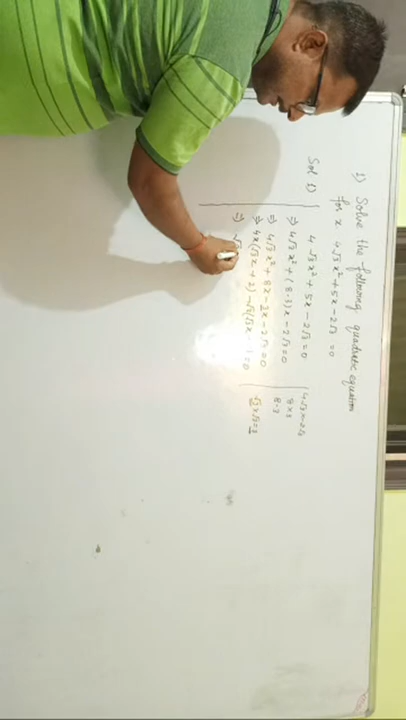 1) Solve the following quadratic equation
for x 4√3x² + 5x - 2√3 = 0
Sol 1) 4√3x² + 5x - 2√3 = 0
⇒ 4√3x² + (8-3)x - 2√3 = 0
⇒ 4√3x² + 8x - 3x - 2√3 = 0
⇒ 4x(√3x + 2) - √3(√3x = 0
⇒
4√3x-2√3
8×3
8-3
√3×√3=3